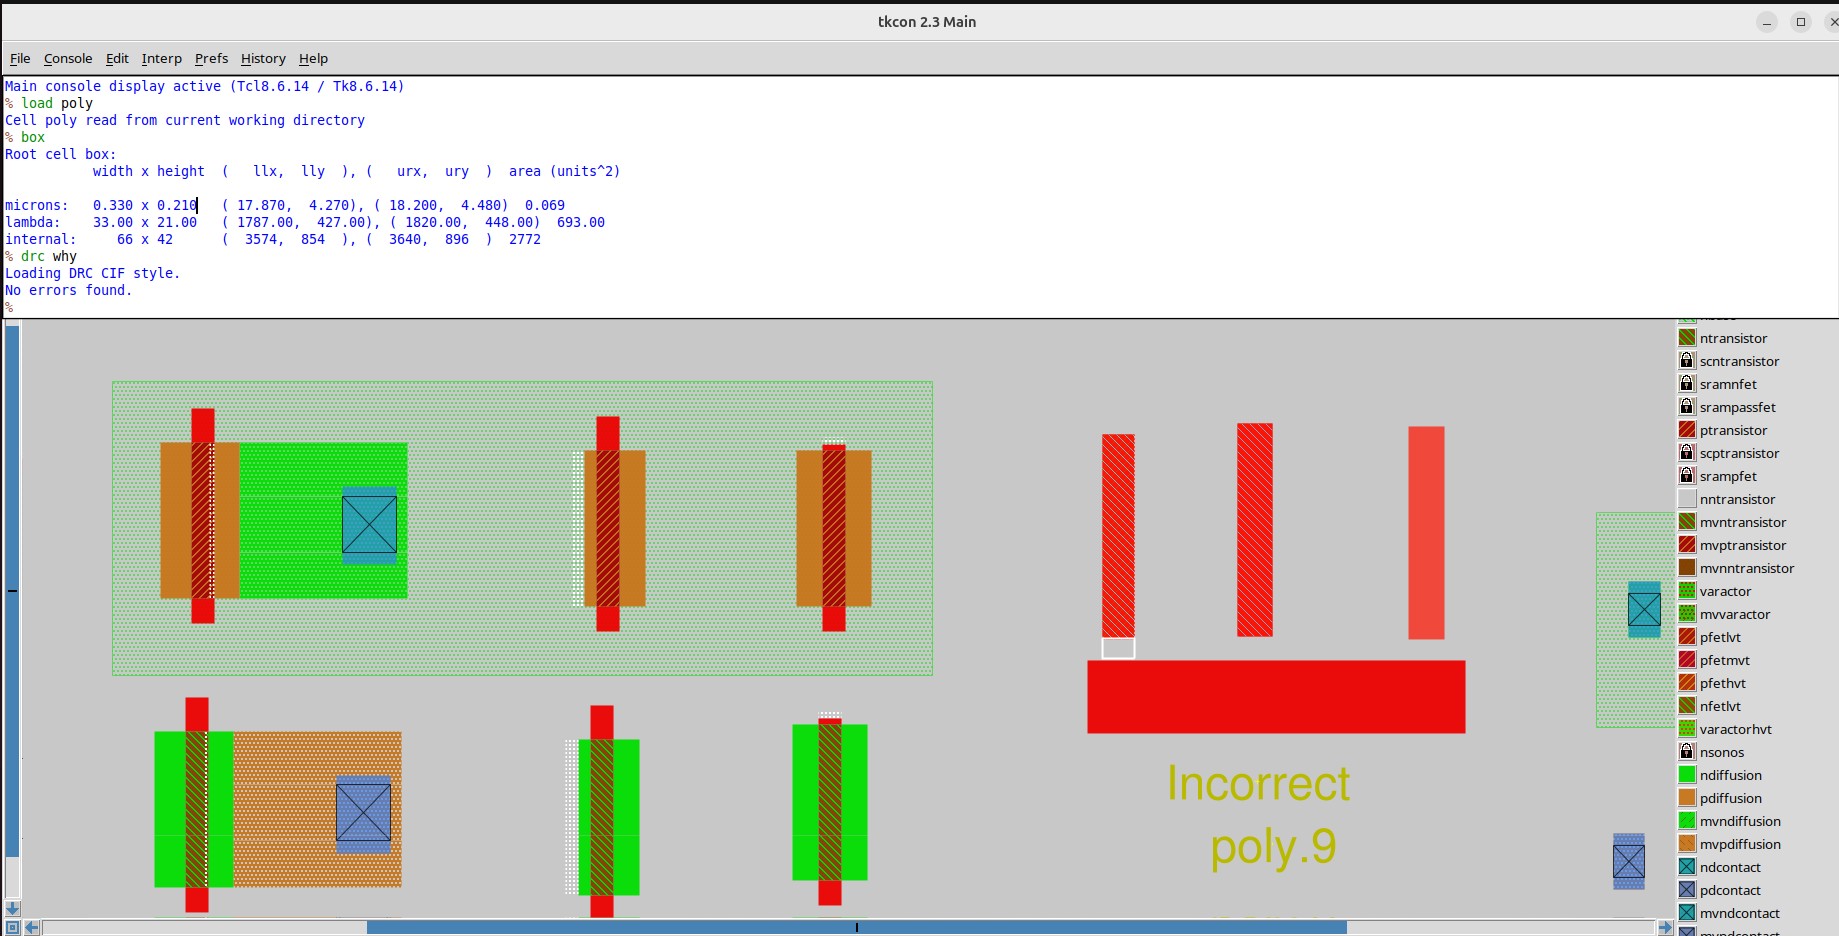 tkcon 2.3 Main
File Console Edit Interp Prefs History Help
Main console display active (Tcl8.6.14 / Tk8.6.14)
% load poly
Cell poly read from current working directory
% box
Root cell box:
width x height ( llx, lly ), ( urx, ury ) area (units^2)
microns: 0.330 x 0.210 ( 17.870, 4.270), ( 18.200, 4.480) 0.069
lambda: 33.00 x 21.00 ( 1787.00, 427.00), ( 1820.00, 448.00) 693.00
internal: 66 x 42 ( 3574, 854 ), ( 3640, 896 ) 2772
% drc why
Loading DRC CIF style.
No errors found.
%
Incorrect
poly.9
ntransistor
scntransistor
sramnfet
srampassfet
ptransistor
scptransistor
srampfet
nntransistor
mvntransistor
mvptransistor
mvnntransistor
varactor
mvvaractor
pfetlvt
pfetmvt
pfethvt
nfetlvt
varactorhvt
nsonos
ndiffusion
pdiffusion
mvndiffusion
mvpdiffusion
ndcontact
pdcontact
mvndcontact